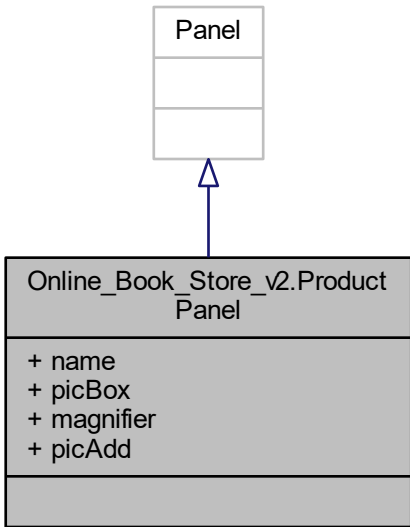 Panel
Online_Book_Store_v2.Product
Panel
+ name
+ picBox
+ magnifier
+ picAdd